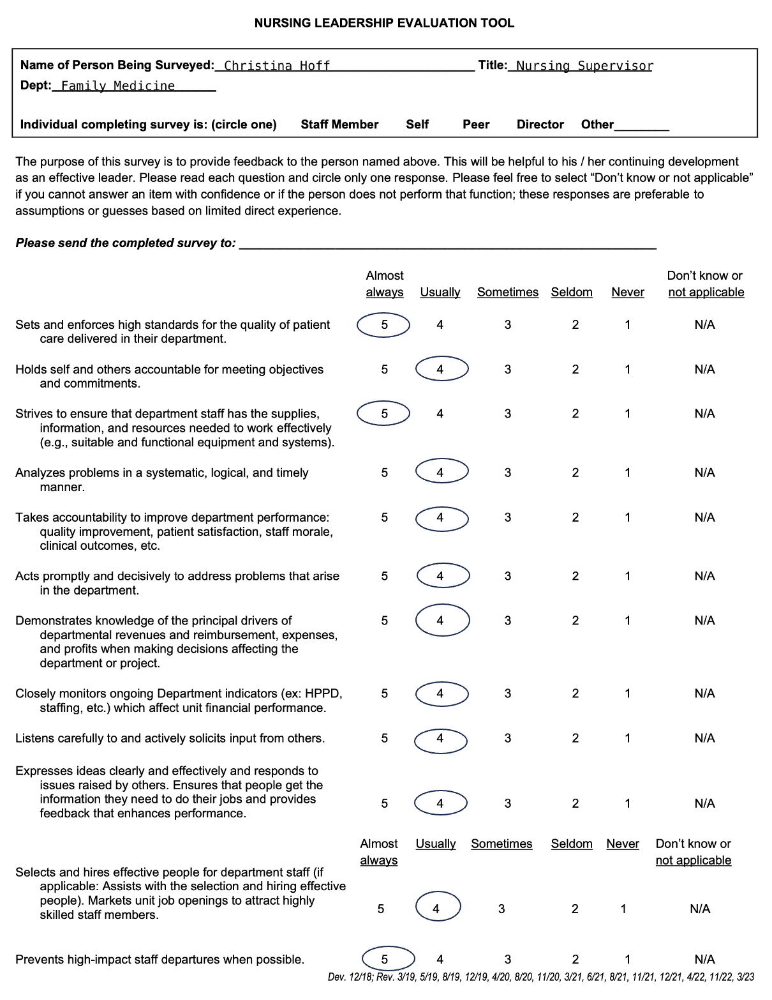 NURSING LEADERSHIP EVALUATION TOOL
Name of Person Being Surveyed: Christina Hoff Title: Nursing Supervisor
Dept: Family Medicine
Individual completing survey is: (circle one) Staff Member Self Peer Director Other________
The purpose of this survey is to provide feedback to the person named above. This will be helpful to his / her continuing development
as an effective leader. Please read each question and circle only one response. Please feel free to select “Don’t know or not applicable”
if you cannot answer an item with confidence or if the person does not perform that function; these responses are preferable to
assumptions or guesses based on limited direct experience.
Please send the completed survey to: ____________________
Almost Don’t know or
always Usually Sometimes Seldom Never not applicable
Sets and enforces high standards for the quality of patient 5 4 3 2 1 N/A
care delivered in their department.
Holds self and others accountable for meeting objectives 5 4 3 2 1 N/A
and commitments.
Strives to ensure that department staff has the supplies, 5 4 3 2 1 N/A
information, and resources needed to work effectively
(e.g., suitable and functional equipment and systems).
Analyzes problems in a systematic, logical, and timely 5 4 3 2 1 N/A
manner.
Takes accountability to improve department performance: 5 4 3 2 1 N/A
quality improvement, patient satisfaction, staff morale,
clinical outcomes, etc.
Acts promptly and decisively to address problems that arise 5 4 3 2 1 N/A
in the department.
Demonstrates knowledge of the principal drivers of 5 4 3 2 1 N/A
departmental revenues and reimbursement, expenses,
and profits when making decisions affecting the
department or project.
Closely monitors ongoing Department indicators (ex: HPPD, 5 4 3 2 1 N/A
staffing, etc.) which affect unit financial performance.
Listens carefully to and actively solicits input from others. 5 4 3 2 1 N/A
Expresses ideas clearly and effectively and responds to
issues raised by others. Ensures that people get the
information they need to do their jobs and provides 5 4 3 2 1 N/A
feedback that enhances performance.
Almost Usually Sometimes Seldom Never Don’t know or
always not applicable
Selects and hires effective people for department staff (if
applicable: Assists with the selection and hiring effective
people). Markets unit job openings to attract highly 5 4 3 2 1 N/A
skilled staff members.
Prevents high-impact staff departures when possible. 5 4 3 2 1 N/A
Dev. 12/18; Rev. 3/19, 5/19, 8/19, 12/19, 4/20, 8/20, 11/20, 3/21, 6/21, 8/21, 11/21, 12/21, 4/22, 11/22, 3/23